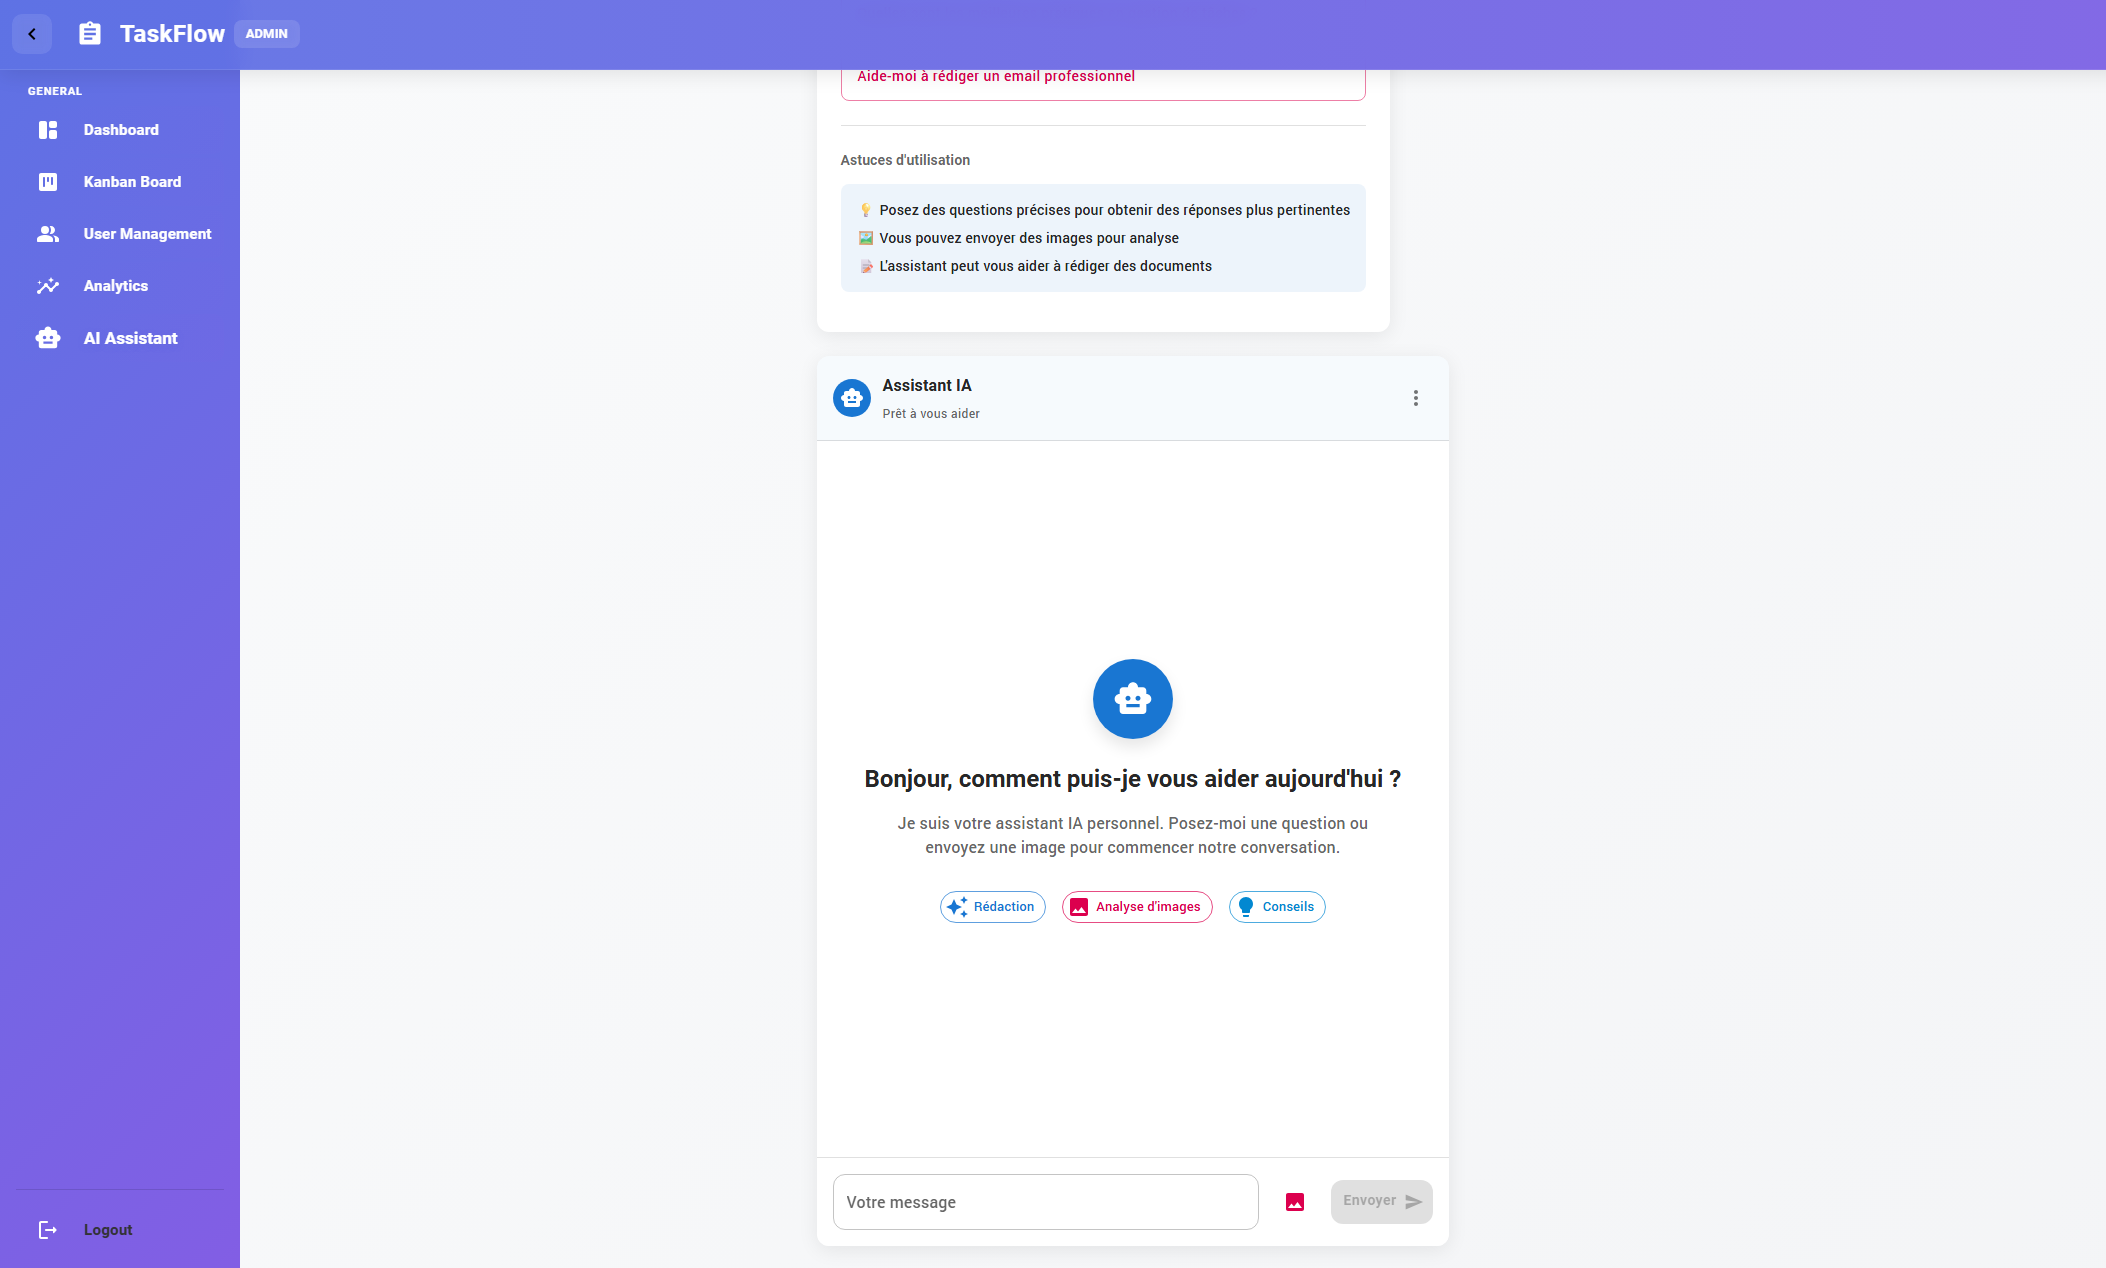 TaskFlow ADMIN
GENERAL
Dashboard
Kanban Board
User Management
Analytics
AI Assistant
Logout
Aide-moi à rédiger un email professionnel
Astuces d'utilisation
💡 Posez des questions précises pour obtenir des réponses plus pertinentes
🖼️ Vous pouvez envoyer des images pour analyse
📝 L'assistant peut vous aider à rédiger des documents
Assistant IA
Prêt à vous aider
Bonjour, comment puis-je vous aider aujourd'hui ?
Je suis votre assistant IA personnel. Posez-moi une question ou
envoyez une image pour commencer notre conversation.
Rédaction Analyse d'images Conseils
Votre message Envoyer